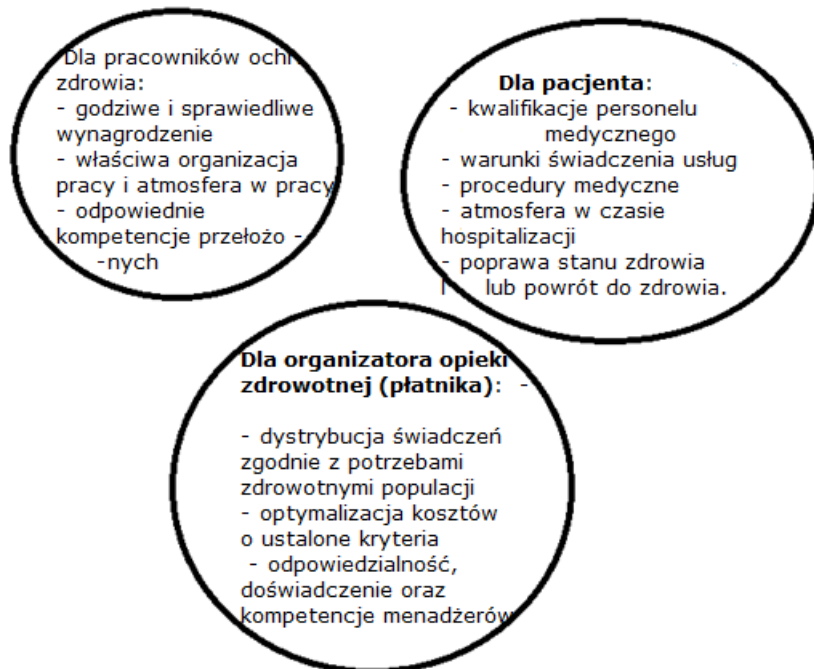 Dla pracowników ochr
zdrowia:
- godziwe i sprawiedliwe
wynagrodzenie
- właściwa organizacja
pracy i atmosfera w pracy
- odpowiednie
kompetencje przełożo -
-nych
Dla pacjenta:
- kwalifikacje personelu
medycznego
- warunki świadczenia usług
- procedury medyczne
- atmosfera w czasie
hospitalizacji
- poprawa stanu zdrowia
lub powrót do zdrowia.
Dla organizatora opieki
zdrowotnej (płatnika): -
- dystrybucja świadczeń
zgodnie z potrzebami
zdrowotnymi populacji
- optymalizacja kosztów
o ustalone kryteria
- odpowiedzialność,
doświadczenie oraz
kompetencje menadżerów